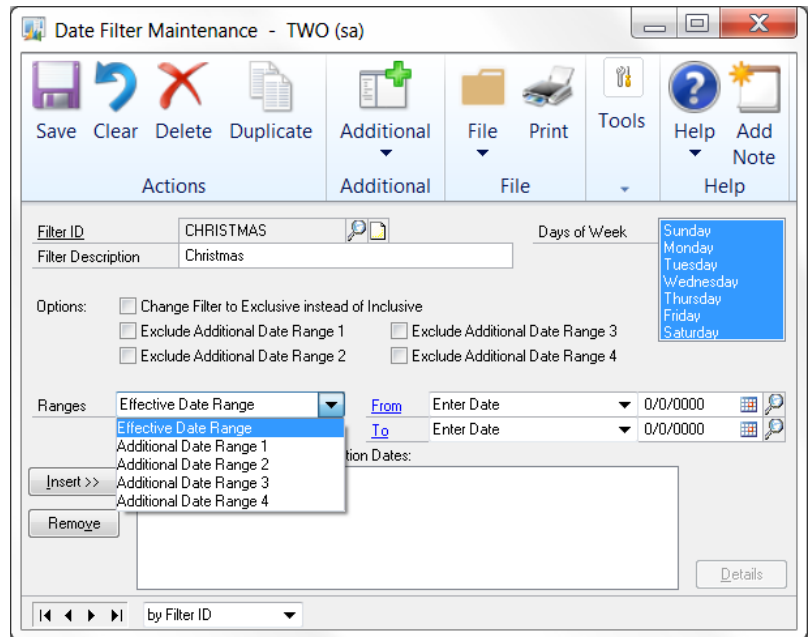 Date Filter Maintenance - TWO (sa)
Save Clear Delete Duplicate Additional File Print Tools Help Add Note
Actions Additional File Help
Filter ID CHRISTMAS Days of Week
Filter Description Christmas
Sunday
Monday
Tuesday
Wednesday
Thursday
Friday
Saturday
Options: Change Filter to Exclusive instead of Inclusive
Exclude Additional Date Range 1 Exclude Additional Date Range 3
Exclude Additional Date Range 2 Exclude Additional Date Range 4
Ranges Effective Date Range From Enter Date 0/0/0000
Effective Date Range To Enter Date 0/0/0000
Additional Date Range 1 tion Dates:
Additional Date Range 2
Insert >> Additional Date Range 3
Additional Date Range 4
Remove
Details
by Filter ID